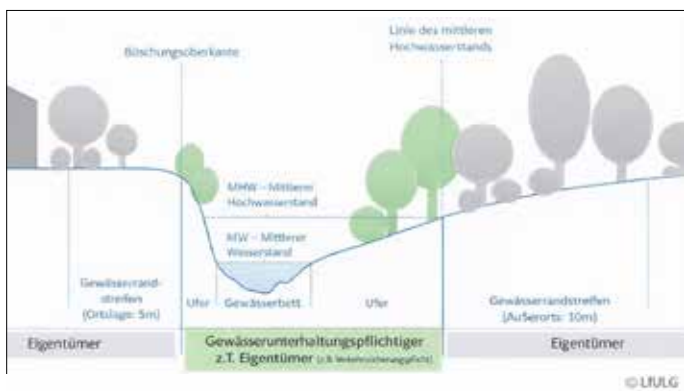 Böschungsoberkante
Linie des mittleren
Hochwasserstands
MHW – Mittlerer
Hochwasserstand
MW – Mittlerer
Wasserstand
Gewässerrand-
streifen
(Ortslage: 5m)
Ufer
Gewässerbett
Ufer
Gewässerrandstreifen
(Außerorts: 10m)
Eigentümer
Gewässerunterhaltungspflichtiger
z.T. Eigentümer (z.B. Verkehrssicherungspflicht)
Eigentümer
© LfULG